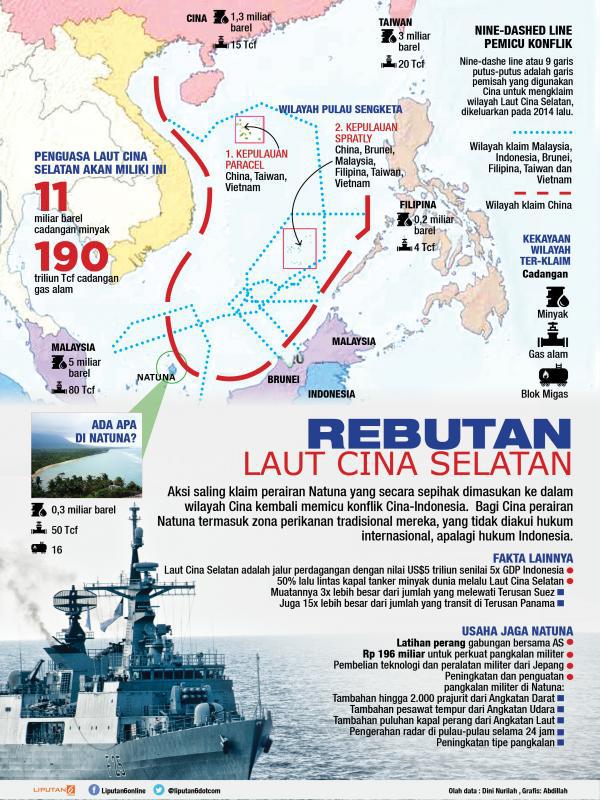 CINA
1,3 miliar
barel
15 Tcf
TAIWAN
3 miliar
barel
20 Tcf
NINE-DASHED LINE
PEMICU KONFLIK
Nine-dashe line atau 9 garis
putus-putus adalah garis
pemisah yang digunakan
Cina untuk mengklaim
wilayah Laut Cina Selatan,
dikeluarkan pada 2014 lalu.
Wilayah klaim Malaysia,
Indonesia, Brunei,
Filipina, Taiwan dan
Vietnam
Wilayah klaim China
KEKAYAAN
WILAYAH
TER-KLAIM
Cadangan
Minyak
Gas alam
Blok Migas
WILAYAH PULAU SENGKETA
1. KEPULAUAN
PARACEL
China, Taiwan,
Vietnam
2. KEPULAUAN
SPRATLY
China, Brunei,
Malaysia,
Filipina, Taiwan,
Vietnam
PENGUASA LAUT CINA
SELATAN AKAN MILIKI INI
11
miliar barel
cadangan minyak
190
triliun Tcf cadangan
gas alam
FILIPINA
0,2 miliar
barel
4 Tcf
MALAYSIA
5 miliar
barel
80 Tcf
NATUNA
MALAYSIA
BRUNEI
INDONESIA
ADA APA
DI NATUNA?
0,3 miliar barel
50 Tcf
16
REBUTAN
LAUT CINA SELATAN
Aksi saling klaim perairan Natuna yang secara sepihak dimasukan ke dalam
wilayah Cina kembali memicu konflik Cina-Indonesia. Bagi Cina perairan
Natuna termasuk zona perikanan tradisional mereka, yang tidak diakui hukum
internasional, apalagi hukum Indonesia.
FAKTA LAINNYA
Laut Cina Selatan adalah jalur perdagangan dengan nilai US$5 triliun senilai 5x GDP Indonesia
50% lalu lintas kapal tanker minyak dunia melalu Laut Cina Selatan
Muatannya 3x lebih besar dari jumlah yang melewati Terusan Suez
Juga 15x lebih besar dari jumlah yang transit di Terusan Panama
USAHA JAGA NATUNA
Latihan perang gabungan bersama AS
Rp 196 miliar untuk perkuat pangkalan militer
Pembelian teknologi dan peralatan militer dari Jepang
Peningkatan dan penguatan
pangkalan militer di Natuna:
Tambahan hingga 2.000 prajurit dari Angkatan Darat
Tambahan pesawat tempur dari Angkatan Udara
Tambahan puluhan kapal perang dari Angkatan Laut
Pengerahan radar di pulau-pulau selama 24 jam
Peningkatan tipe pangkalan
LIPUTAN6
Liputan6online
@liputan6dotcom
Olah data : Dini Nurilah , Grafis: Abdillah